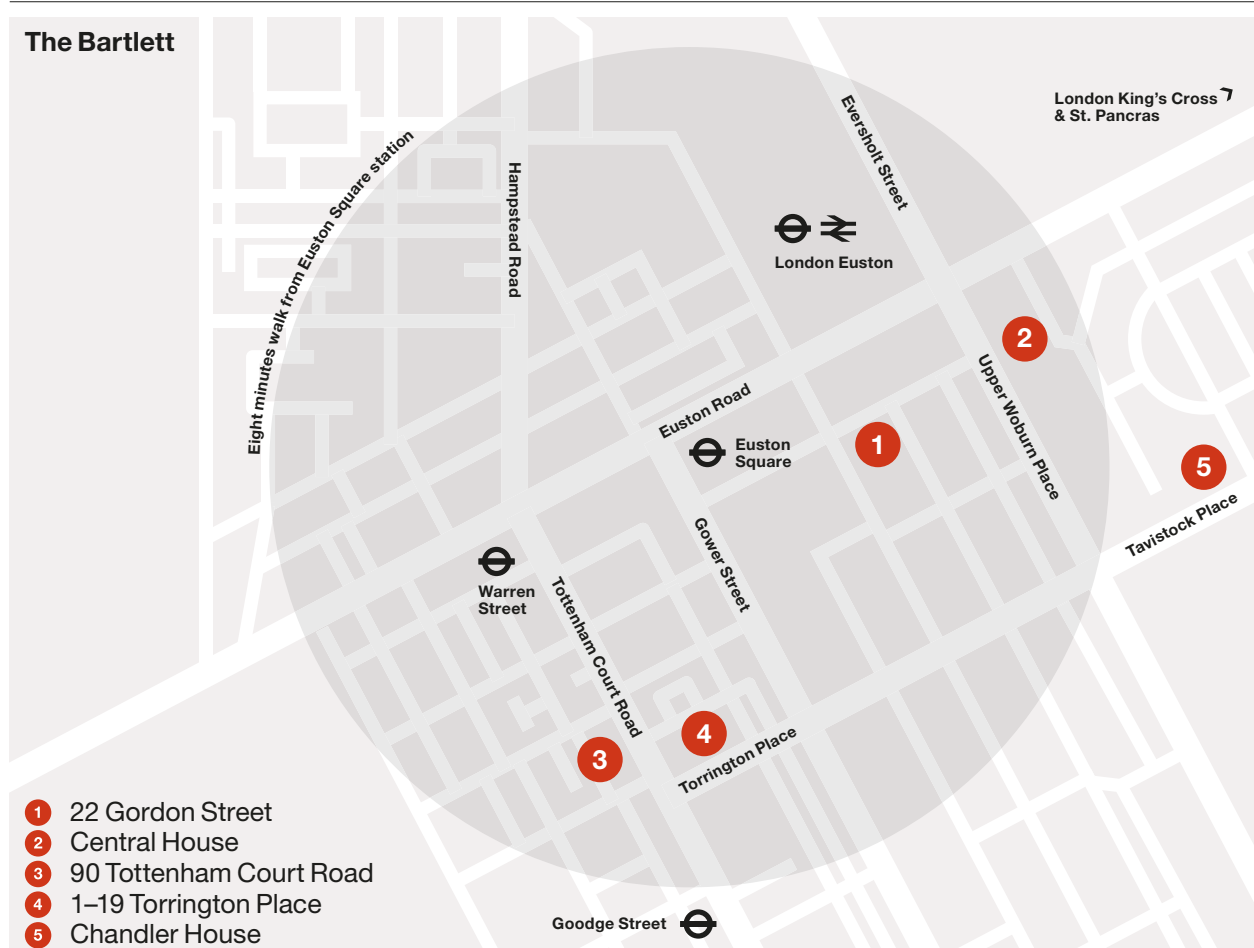 The Bartlett
London King's Cross
& St. Pancras
Eversholt Street
Eight minutes walk from Euston Square station
Hampstead Road
London Euston
2
Upper Woburn Place
Euston Road
Euston
Square
1
5
Tavistock Place
Gower Street
Warren
Street
Tottenham Court Road
3
4
Torrington Place
1 22 Gordon Street
2 Central House
3 90 Tottenham Court Road
4 1–19 Torrington Place
5 Chandler House
Goodge Street